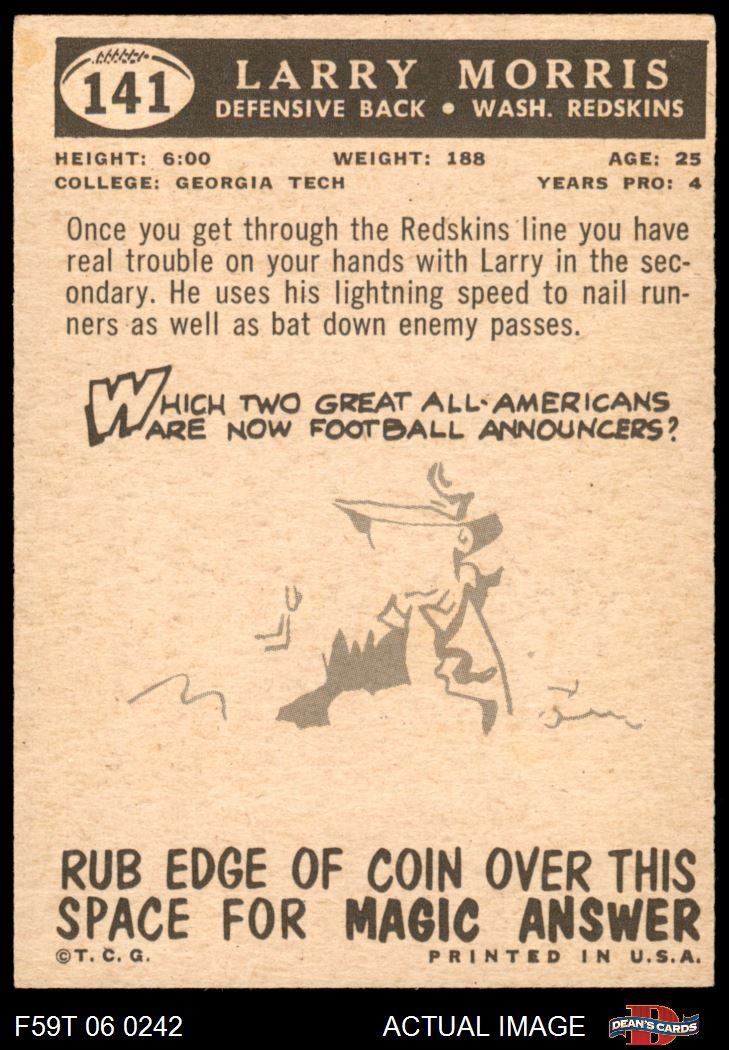 141
LARRY MORRIS
DEFENSIVE BACK • WASH. REDSKINS
HEIGHT: 6:00 WEIGHT: 188 AGE: 25
COLLEGE: GEORGIA TECH YEARS PRO: 4
Once you get through the Redskins line you have
real trouble on your hands with Larry in the sec-
ondary. He uses his lightning speed to nail run-
ners as well as bat down enemy passes.
WHICH TWO GREAT ALL-AMERICANS
ARE NOW FOOTBALL ANNOUNCERS?
RUB EDGE OF COIN OVER THIS
SPACE FOR MAGIC ANSWER
©T. C. G. PRINTED IN U.S.A.
F59T 06 0242 ACTUAL IMAGE DEAN'S CARDS